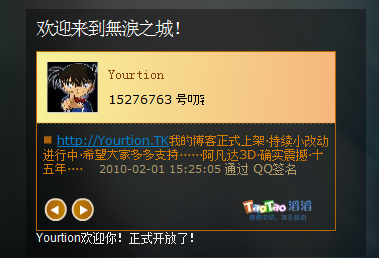 欢迎来到無淚之城！
Yourtion
15276763
■ http://Yourtion.TK我的博客正式上架·持续小改动
进行中·希望大家多多支持……阿凡达3D·确实震撼·十
五年···· 2010-02-01 15:25:05 通过 QQ签名
TaoTao 滔滔
Yourtion欢迎你！正式开放了！